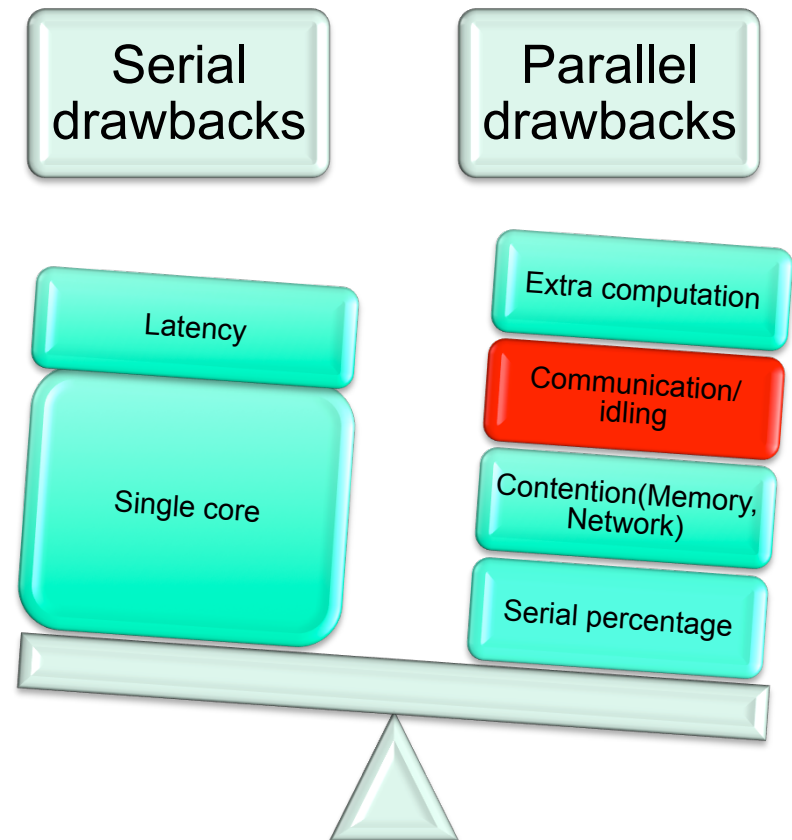 Serial
drawbacks
Parallel
drawbacks
Latency
Single core
Extra computation
Communication/
idling
Contention(Memory,
Network)
Serial percentage